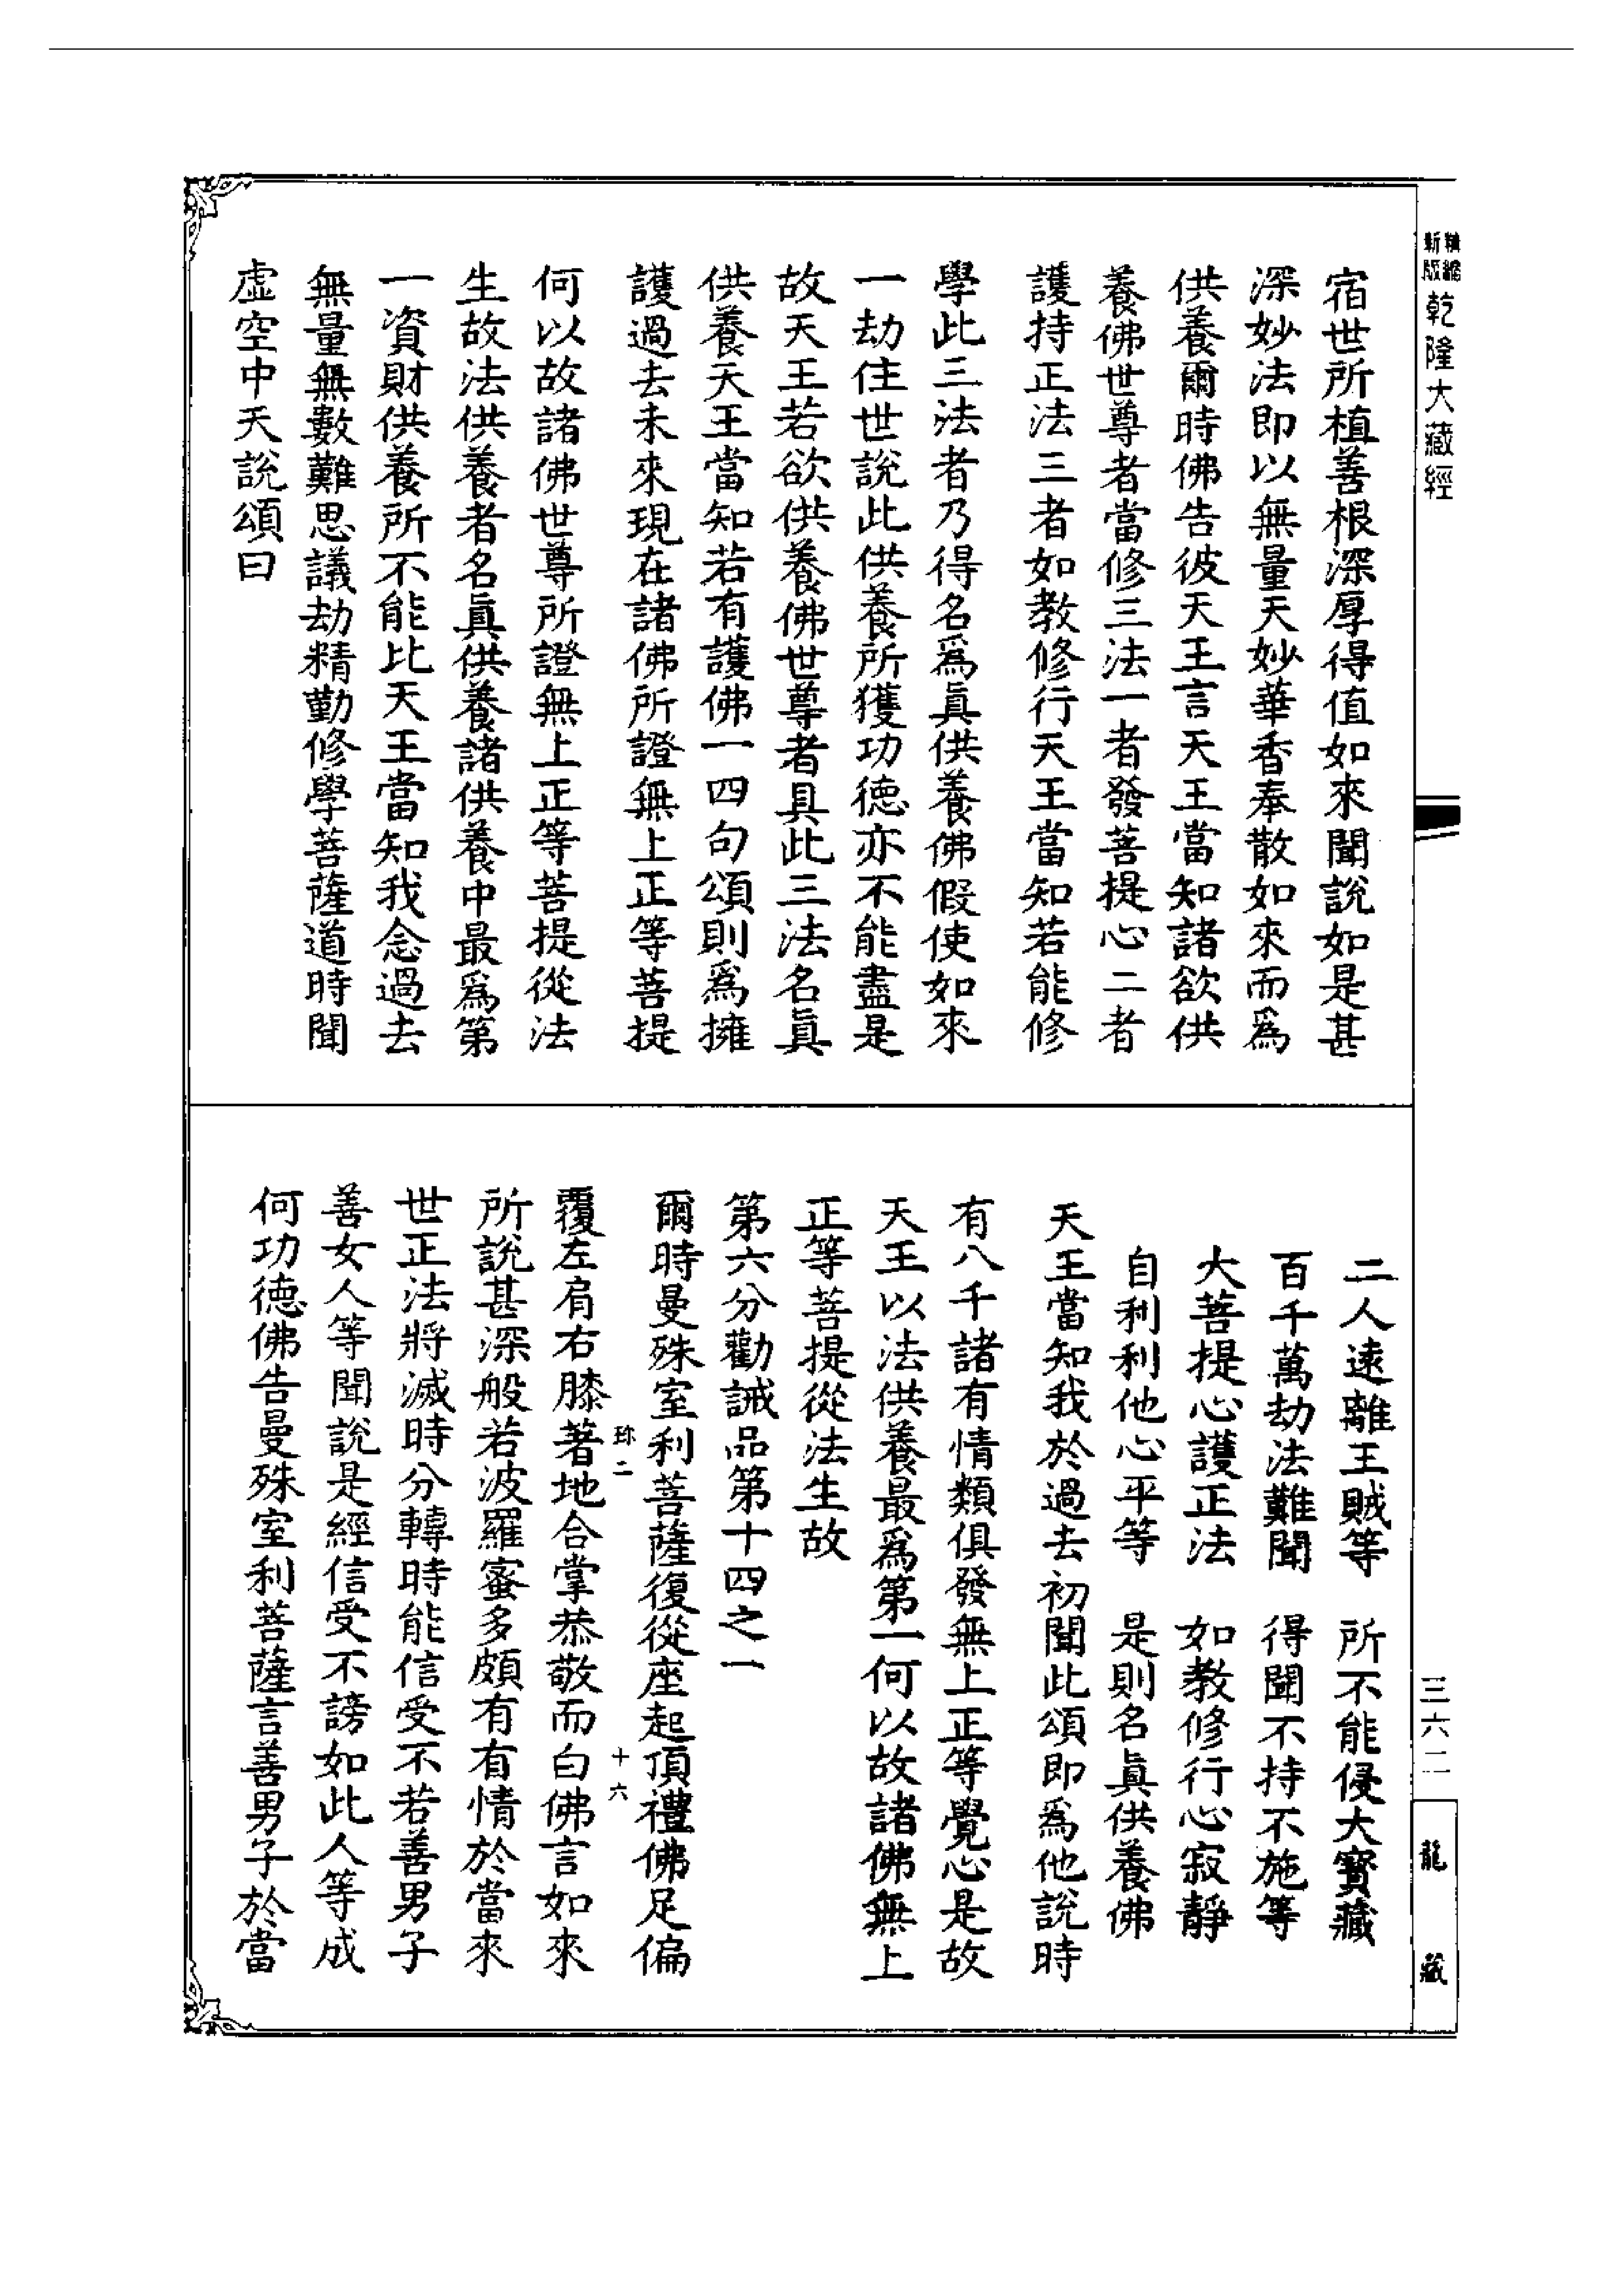 精縮新版乾隆大藏經
宿世所植善根深厚得值如來聞說如是甚
深妙法即以無量天妙華香奉散如來而爲
供養爾時佛告彼天王言天王當知諸欲供
養佛世尊者當修三法一者發菩提心二者
護持正法三者如教修行天王當知若能修
學此三法者乃得名爲眞供養佛假使如來
一劫住世說此供養所獲功德亦不能盡是
故天王若欲供養佛世尊者具此三法名眞
供養天王當知若有護佛一四句頌則爲擁
護過去未來現在諸佛所證無上正等菩提
何以故諸佛世尊所證無上正等菩提從法
生故法供養者名眞供養諸供養中最爲第
一資財供養所不能比天王當知我念過去
無量無數難思議劫精勤修學菩薩道時聞
虛空中天說頌曰
二人遠離王賊等　所不能侵大寶藏
百千萬劫法難聞　得聞不持不施等
大菩提心護正法　如教修行心寂靜
自利利他心平等　是則名眞供養佛
天王當知我於過去初聞此頌即爲他說時
有八千諸有情類俱發無上正等覺心是故
天王以法供養最爲第一何以故諸佛無上
正等菩提從法生故
第六分勸誡品第十四之一
爾時曼殊室利菩薩復從座起頂禮佛足偏
珎二　十六
覆左肩右膝著地合掌恭敬而白佛言如來
所說甚深般若波羅蜜多頗有有情於當來
世正法將滅時分轉時能信受不若善男子
善女人等聞說是經信受不謗如此人等成
何功德佛告曼殊室利菩薩言善男子於當
三六二
龍藏